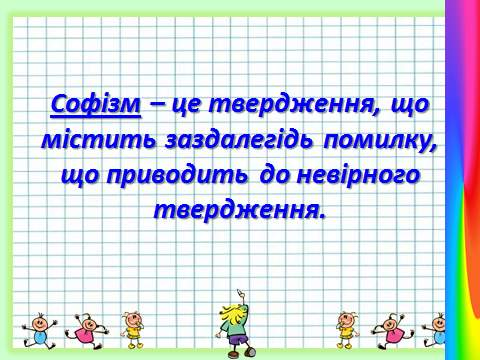 Софізм – це твердження, що
містить заздалегідь помилку,
що приводить до невірного
твердження.